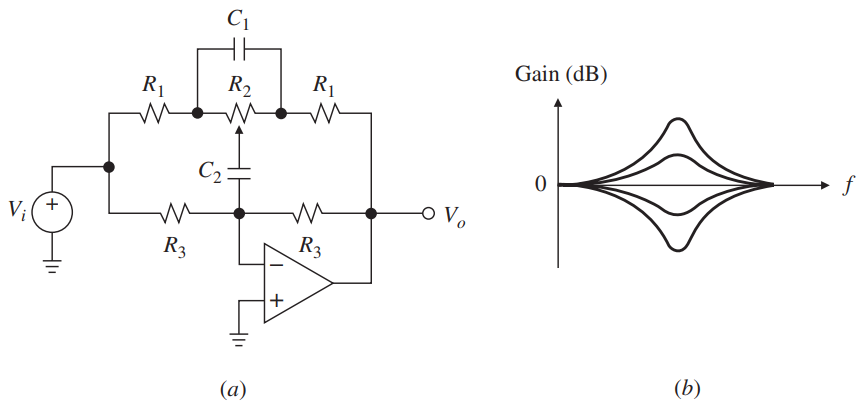 C₁
R₁ R₂ R₁
C₂
Vᵢ +
R₃ R₃
Vₒ
−
+
(a)
Gain (dB)
0
f
(b)